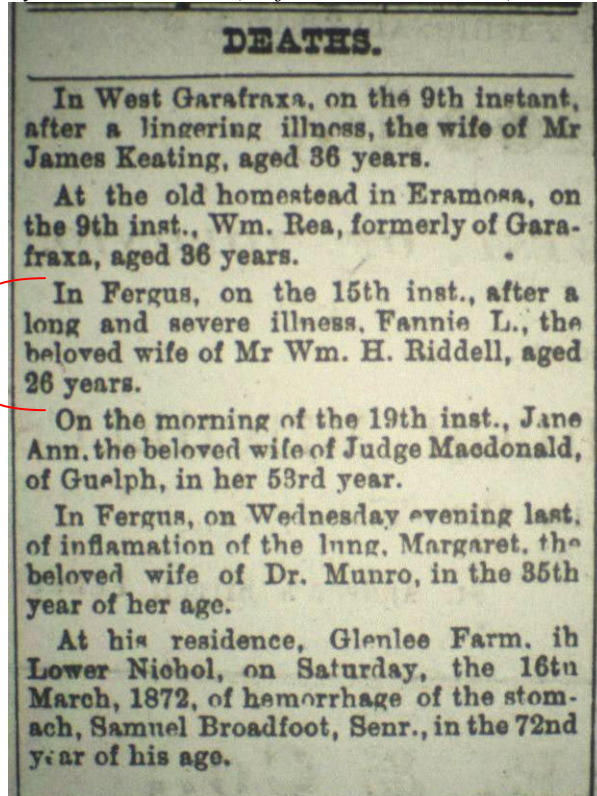 DEATHS.
In West Garafraxa, on the 9th instant,
after a lingering illness, the wife of Mr
James Keating, aged 36 years.
At the old homestead in Eramosa, on
the 9th inst., Wm. Rea, formerly of Gara-
fraxa, aged 36 years.
In Fergus, on the 15th inst., after a
long and severe illness, Fannie L., the
beloved wife of Mr Wm. H. Riddell, aged
26 years.
On the morning of the 19th inst., Jane
Ann, the beloved wife of Judge Macdonald,
of Guelph, in her 53rd year.
In Fergus, on Wednesday evening last,
of inflamation of the lung, Margaret, the
beloved wife of Dr. Munro, in the 35th
year of her age.
At his residence, Glenlee Farm, ih
Lower Nichol, on Saturday, the 16th
March, 1872, of hemorrhage of the stom-
ach, Samuel Broadfoot, Senr., in the 72nd
year of his age.